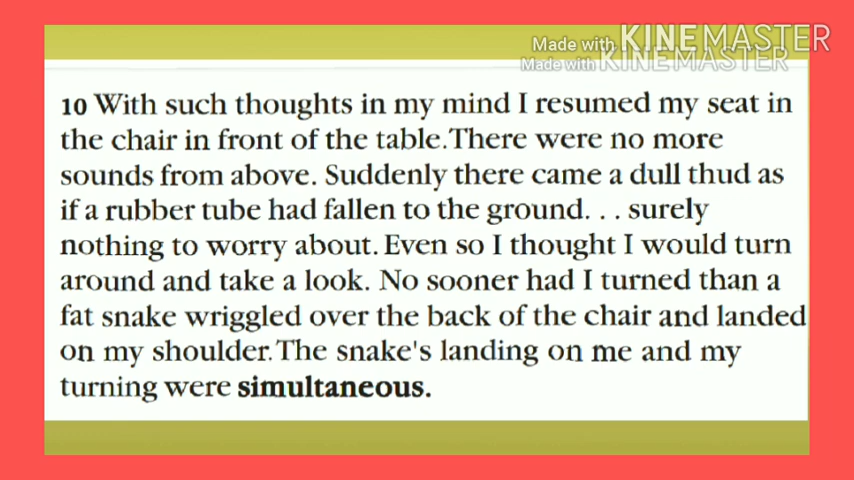 Made with KINEMASTER
Made with KINEMASTER
10 With such thoughts in my mind I resumed my seat in
the chair in front of the table. There were no more
sounds from above. Suddenly there came a dull thud as
if a rubber tube had fallen to the ground. . . surely
nothing to worry about. Even so I thought I would turn
around and take a look. No sooner had I turned than a
fat snake wriggled over the back of the chair and landed
on my shoulder. The snake's landing on me and my
turning were simultaneous.